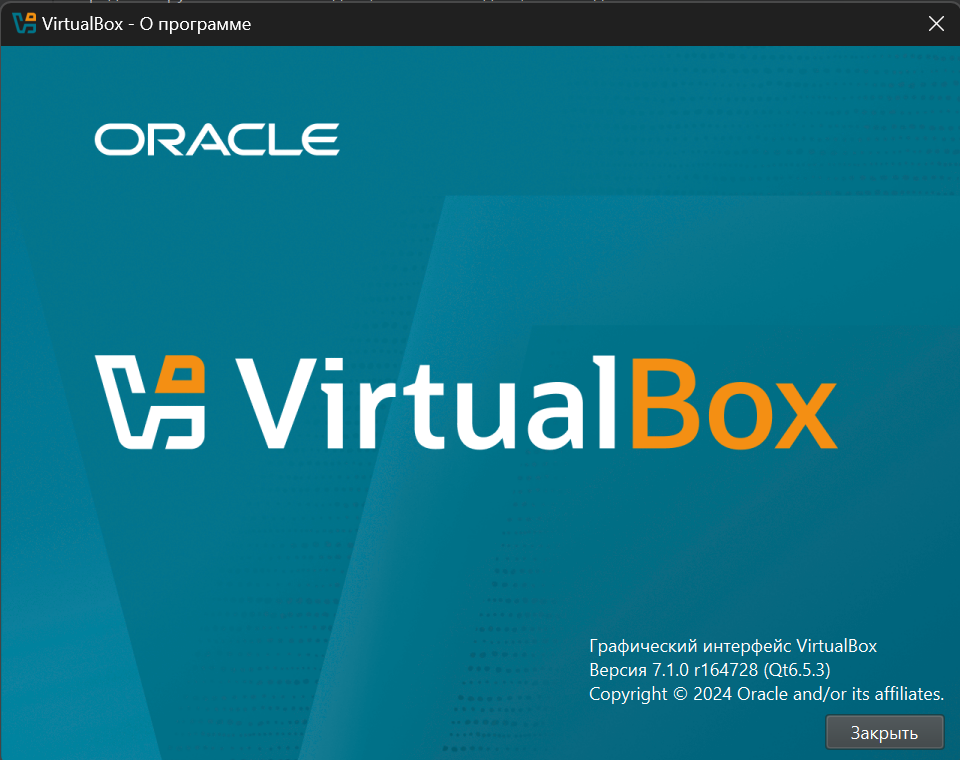 VirtualBox - О программе
ORACLE
VirtualBox
Графический интерфейс VirtualBox
Версия 7.1.0 r164728 (Qt6.5.3)
Copyright © 2024 Oracle and/or its affiliates.
Закрыть